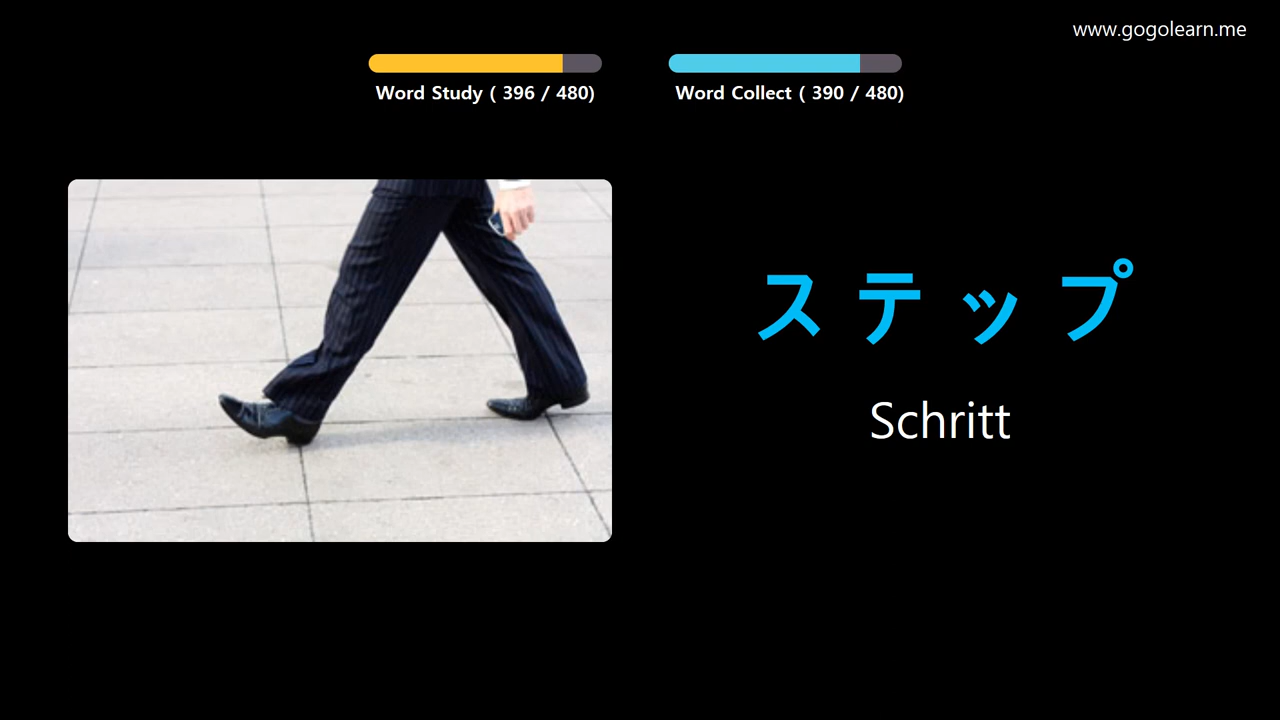 www.gogolearn.me
Word Study ( 396 / 480)
Word Collect ( 390 / 480)
ステップ
Schritt